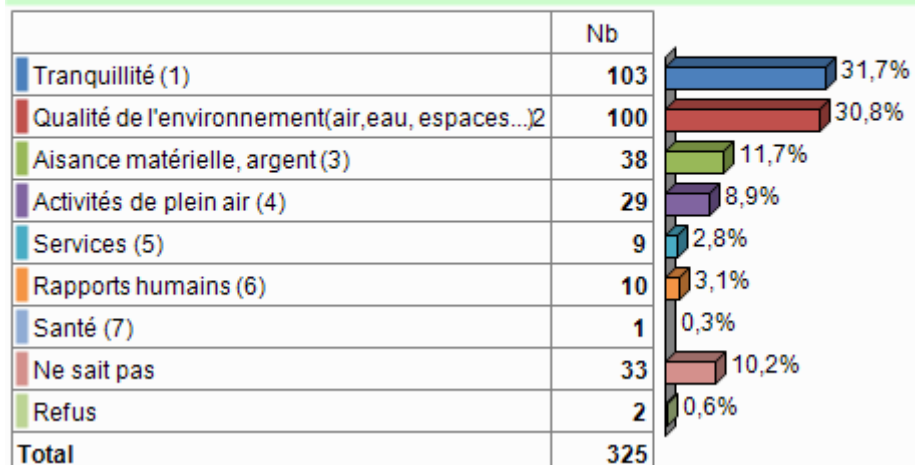 Nb
Tranquillité (1) 103 31,7%
Qualité de l'environnement(air,eau, espaces...)2 100 30,8%
Aisance matérielle, argent (3) 38 11,7%
Activités de plein air (4) 29 8,9%
Services (5) 9 2,8%
Rapports humains (6) 10 3,1%
Santé (7) 1 0,3%
Ne sait pas 33 10,2%
Refus 2 0,6%
Total 325